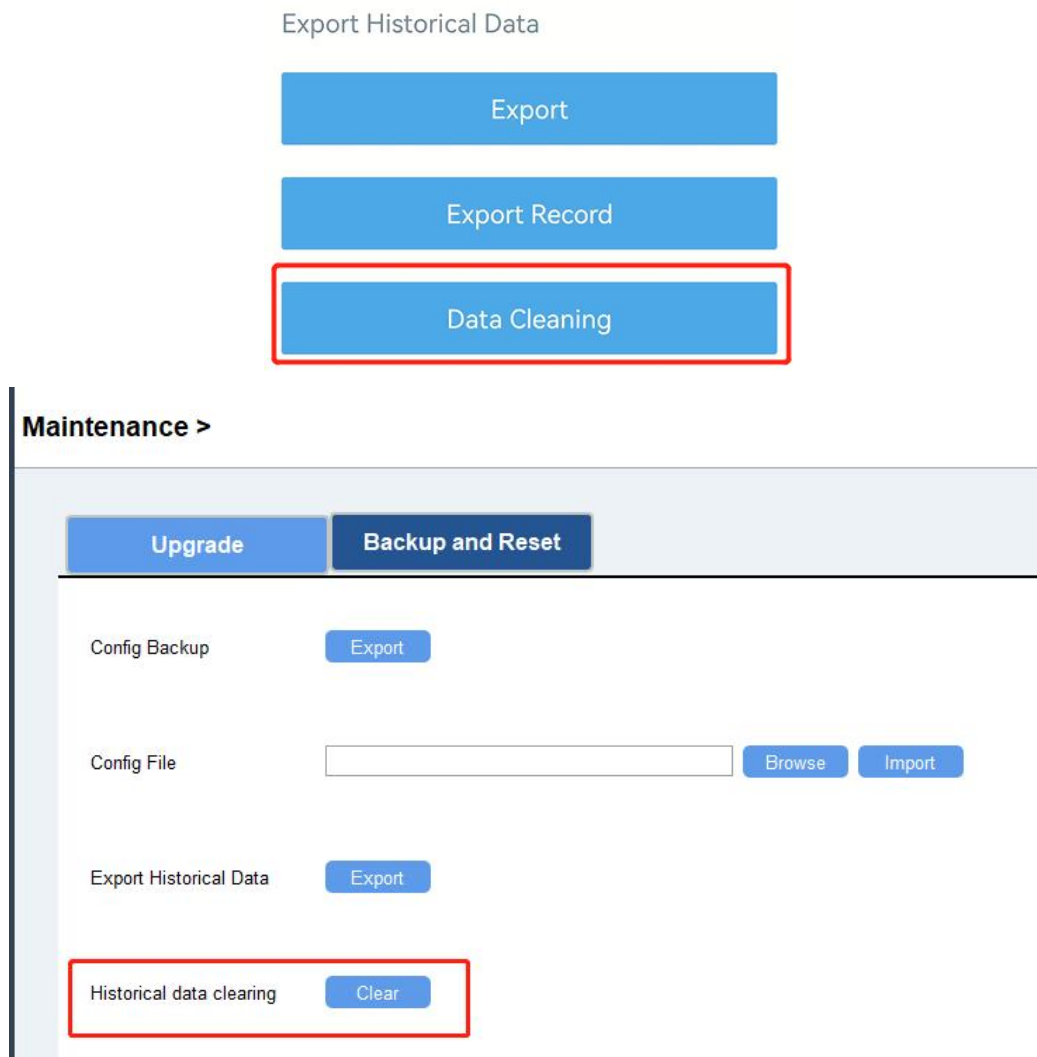 Export Historical Data
Export
Export Record
Data Cleaning
Maintenance >
Upgrade Backup and Reset
Config Backup Export
Config File Browse Import
Export Historical Data Export
Historical data clearing Clear